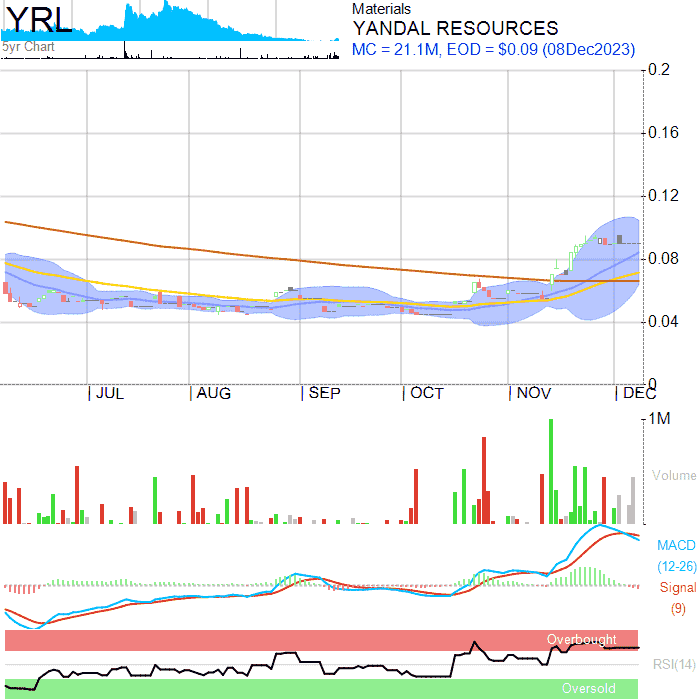 YRL
5yr Chart
Materials
YANDAL RESOURCES
MC = 21.1M, EOD = $0.09 (08Dec2023)
0.2
0.16
0.12
0.08
0.04
0
JUL AUG SEP OCT NOV DEC
1M
Volume
MACD
(12-26)
Signal
(9)
Overbought
RSI(14)
Oversold